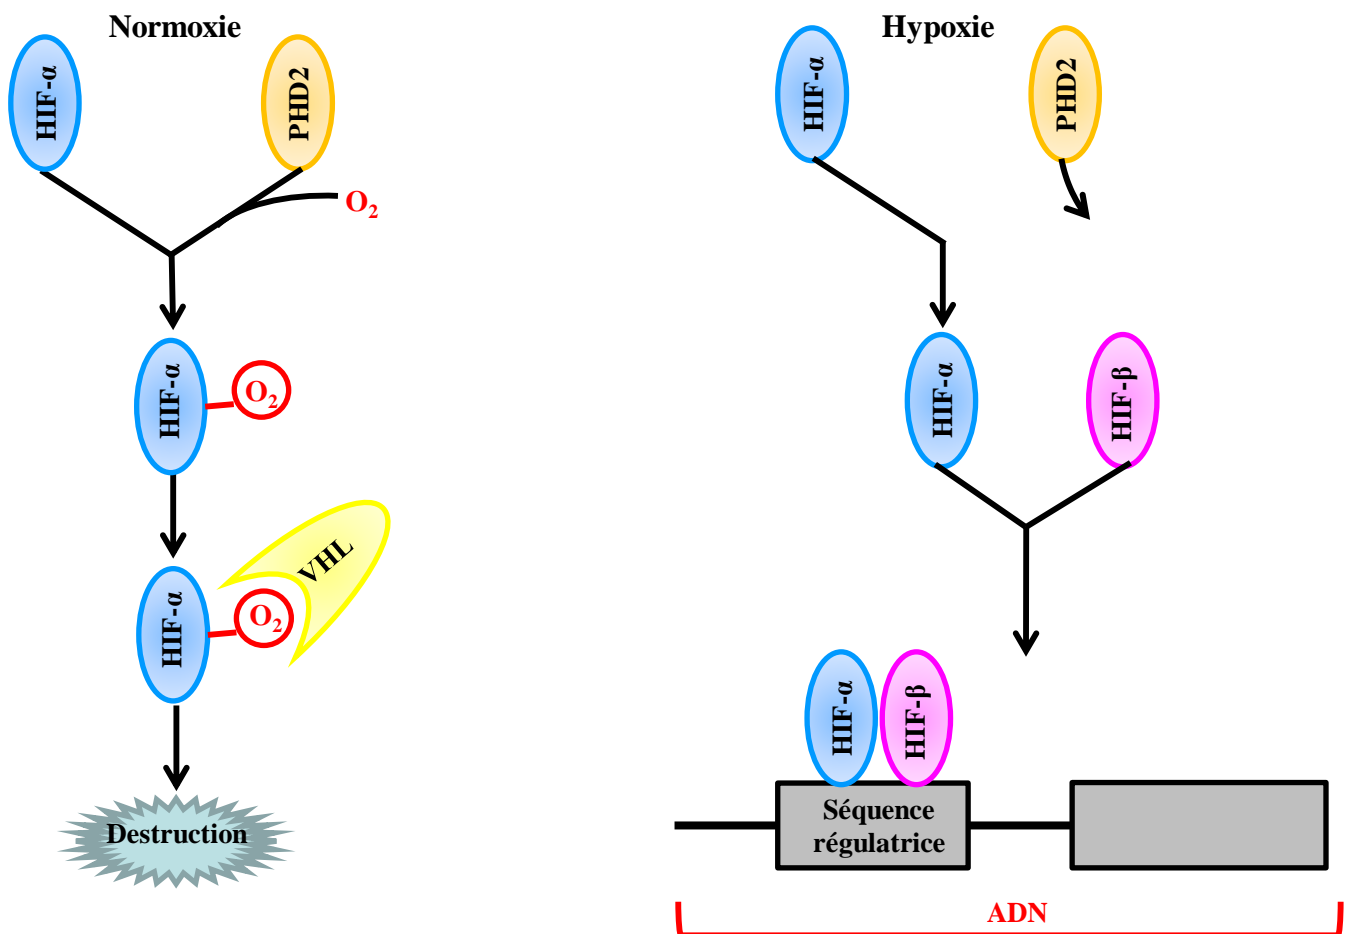 Normoxie
HIF-α
PHD2
O₂
HIF-α
O₂
VHL
HIF-α
O₂
Destruction
Hypoxie
HIF-α
PHD2
HIF-α
HIF-β
HIF-α
HIF-β
Séquence
régulatrice
ADN